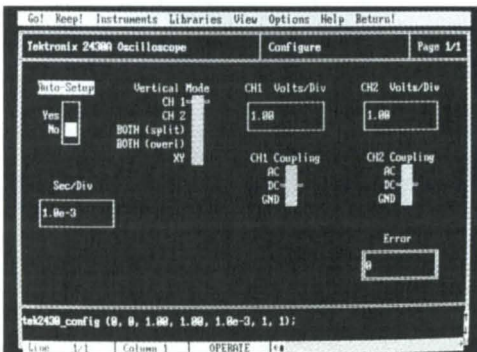 Go! Keep! Instruments Libraries View Options Help Return!
Tektronix 2430A Oscilloscope Configure Page 1/1
Auto-Setup
Yes
No
Vertical Mode
CH 1
CH 2
BOTH (split)
BOTH (overl)
XY
CH1 Volts/Div
1.00
CH2 Volts/Div
1.00
Sec/Div
1.0e-3
CH1 Coupling
AC
DC
GND
CH2 Coupling
AC
DC
GND
Error
0
tek2430_config (0, 0, 1.00, 1.00, 1.0e-3, 1, 1);
Line 1/1 Column 1 OPERATE